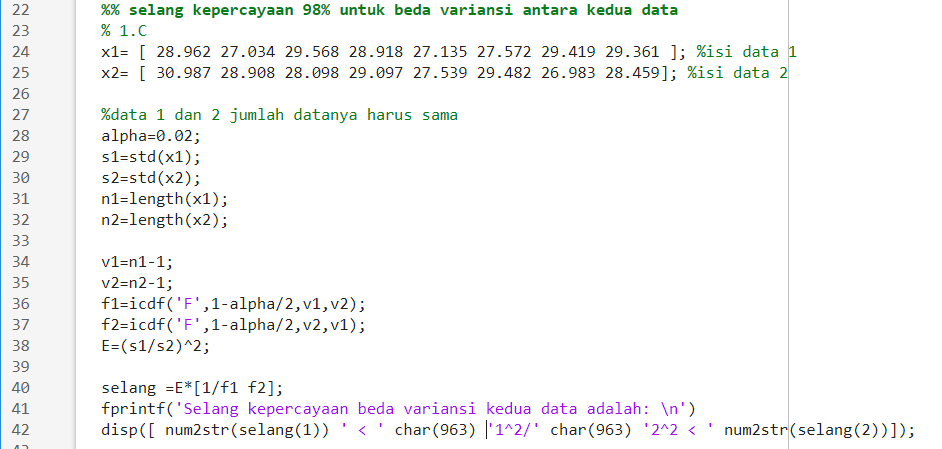 22 %% selang kepercayaan 98% untuk beda variansi antara kedua data
23 % 1.C
24 x1= [ 28.962 27.034 29.568 28.918 27.135 27.572 29.419 29.361 ]; %isi data 1
25 x2= [ 30.987 28.908 28.098 29.097 27.539 29.482 26.983 28.459]; %isi data 2
26
27 %data 1 dan 2 jumlah datanya harus sama
28 alpha=0.02;
29 s1=std(x1);
30 s2=std(x2);
31 n1=length(x1);
32 n2=length(x2);
33
34 v1=n1-1;
35 v2=n2-1;
36 f1=icdf('F',1-alpha/2,v1,v2);
37 f2=icdf('F',1-alpha/2,v2,v1);
38 E=(s1/s2)^2;
39
40 selang =E*[1/f1 f2];
41 fprintf('Selang kepercayaan beda variansi kedua data adalah: \n')
42 disp([ num2str(selang(1)) ' < ' char(963) '1^2/' char(963) '2^2 < ' num2str(selang(2))]);